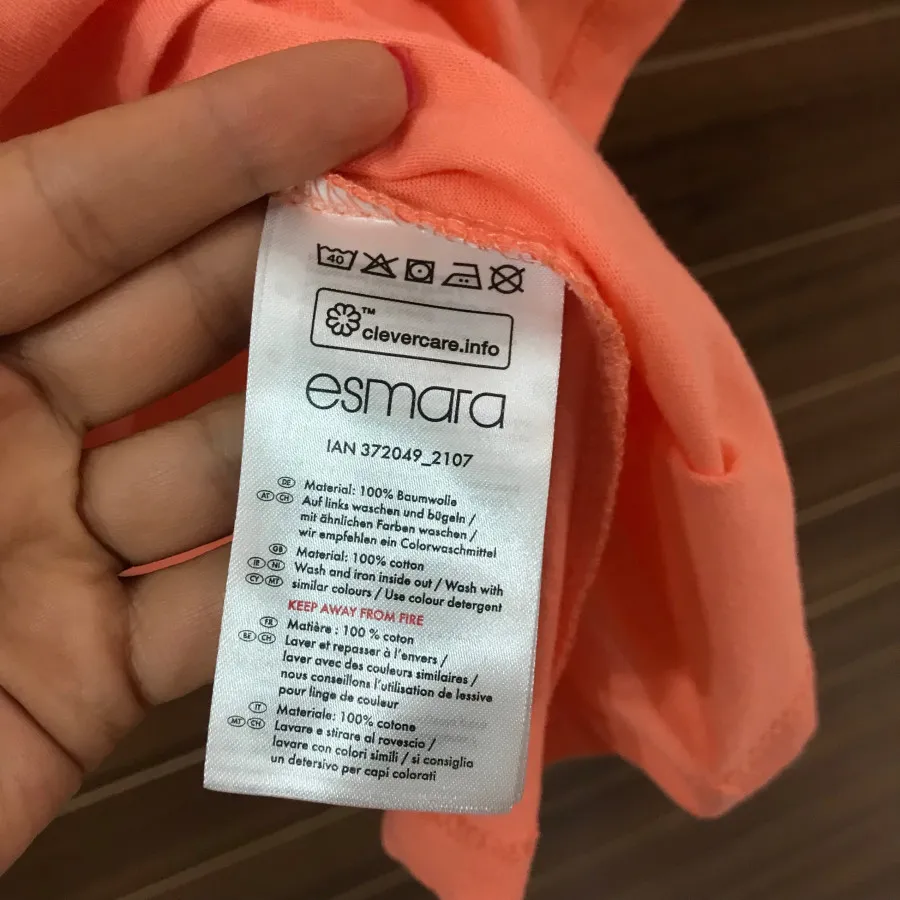 40
™
clevercare.info
esmara
IAN 372049_2107
DE Material: 100% Baumwolle
AT CH Auf links waschen und bügeln /
mit ähnlichen Farben waschen /
wir empfehlen ein Colorwaschmittel
GB Material: 100% cotton
IE NI Wash and iron inside out / Wash with
CY MT similar colours / Use colour detergent
KEEP AWAY FROM FIRE
FR Matière : 100 % coton
BE CH Laver et repasser à l'envers /
laver avec des couleurs similaires /
nous conseillons l'utilisation de lessive
pour linge de couleur
IT Materiale: 100% cotone
MT CH Lavare e stirare al rovescio /
lavare con colori simili / si consiglia
un detersivo per capi colorati